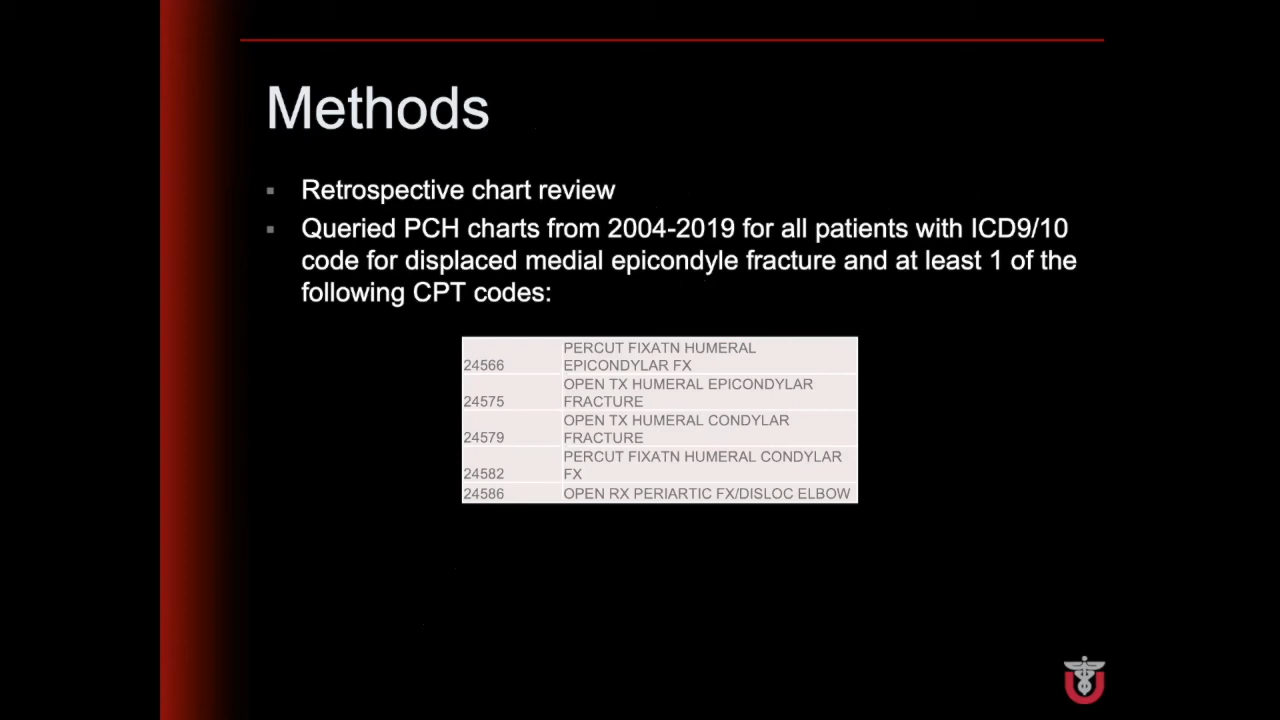 Methods
Retrospective chart review
Queried PCH charts from 2004-2019 for all patients with ICD9/10
code for displaced medial epicondyle fracture and at least 1 of the
following CPT codes:
24566 PERCUT FIXATN HUMERAL
EPICONDYLAR FX
24575 OPEN TX HUMERAL EPICONDYLAR
FRACTURE
24579 OPEN TX HUMERAL CONDYLAR
FRACTURE
24582 PERCUT FIXATN HUMERAL CONDYLAR
FX
24586 OPEN RX PERIARTIC FX/DISLOC ELBOW